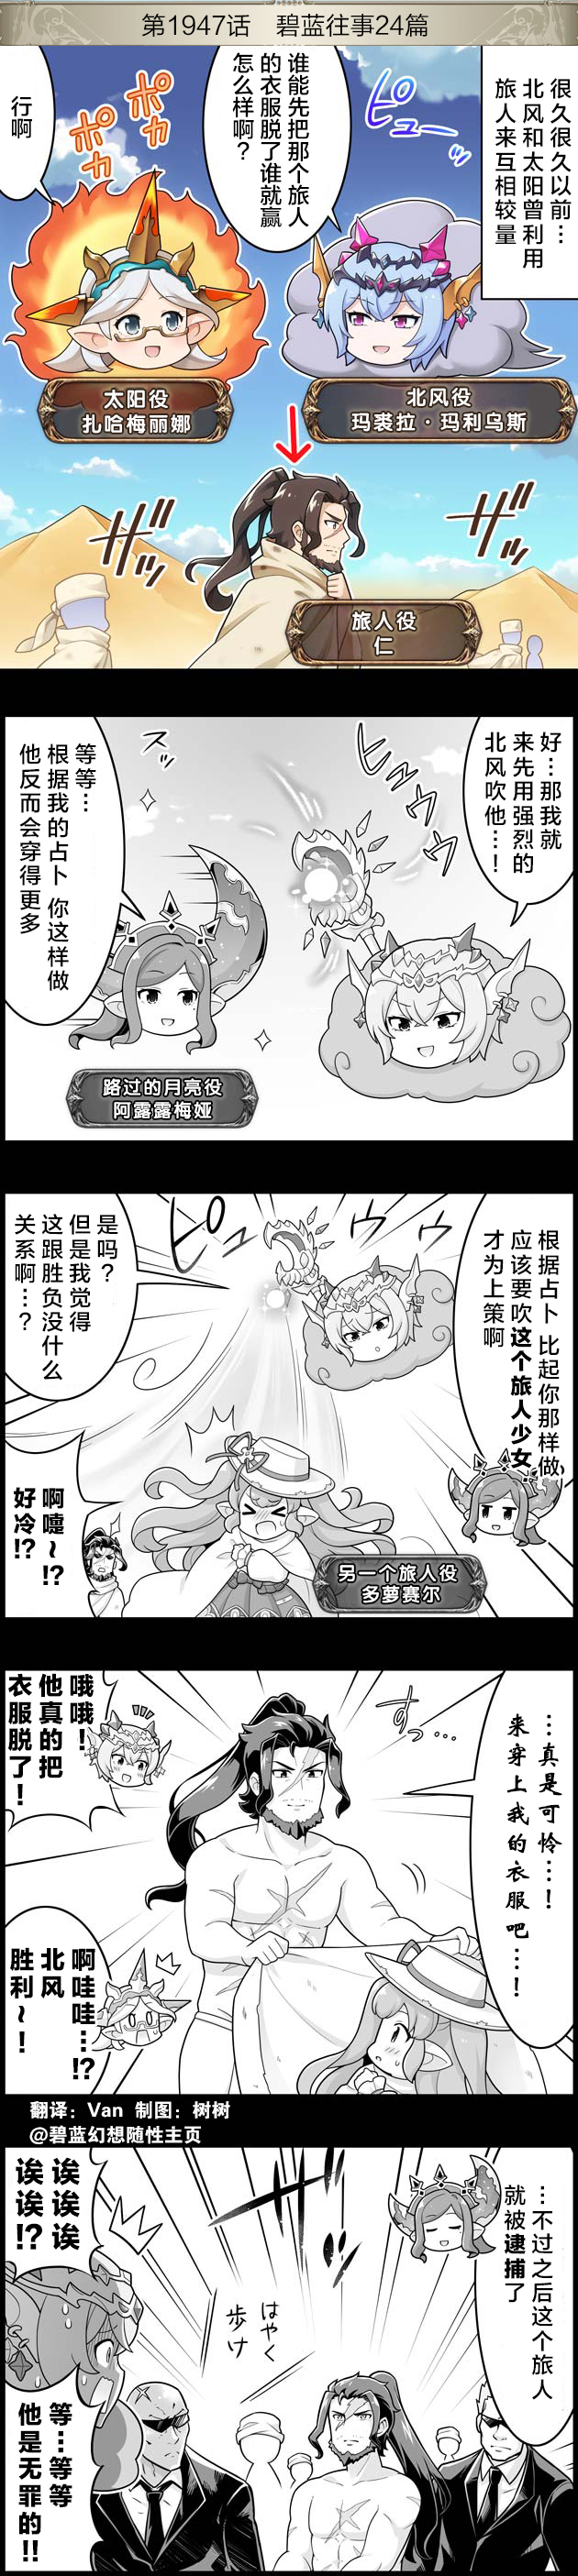 第1947话　碧蓝往事24篇
很久很久以前…
北风和太阳曾利用
旅人来互相较量
ピュー
谁能先把那个旅人
的衣服脱了谁就赢
怎么样啊？
ポカ
ポカ
行啊
北风役
玛裘拉·玛利乌斯
太阳役
扎哈梅丽娜
ザッ
ザッ
旅人役
仁
好…那我就
来先用强烈的
北风吹他…！
ヒュウウ
スッ
等等…
根据我的占卜 你这样做
他反而会穿得更多
路过的月亮役
阿露露梅娅
根据占卜 比起你那样做
应该要吹这个旅人少女
才为上策啊
ピュウウ
是吗？
但是我觉得
这跟胜负没什么
关系啊…？
啊嚏~！？
好冷！？
另一个旅人役
多萝赛尔
…真是可怜…！
来穿上我的衣服吧…！
すっ…
哦哦！
他真的把
衣服脱了！
啊哇哇…！？
北风
胜利~！
翻译：Van 制图：树树
@碧蓝幻想随性主页
…不过之后这个旅人
就被逮捕了
はやく
歩け
诶诶诶
诶诶！？
等…等等
他是无罪的！！